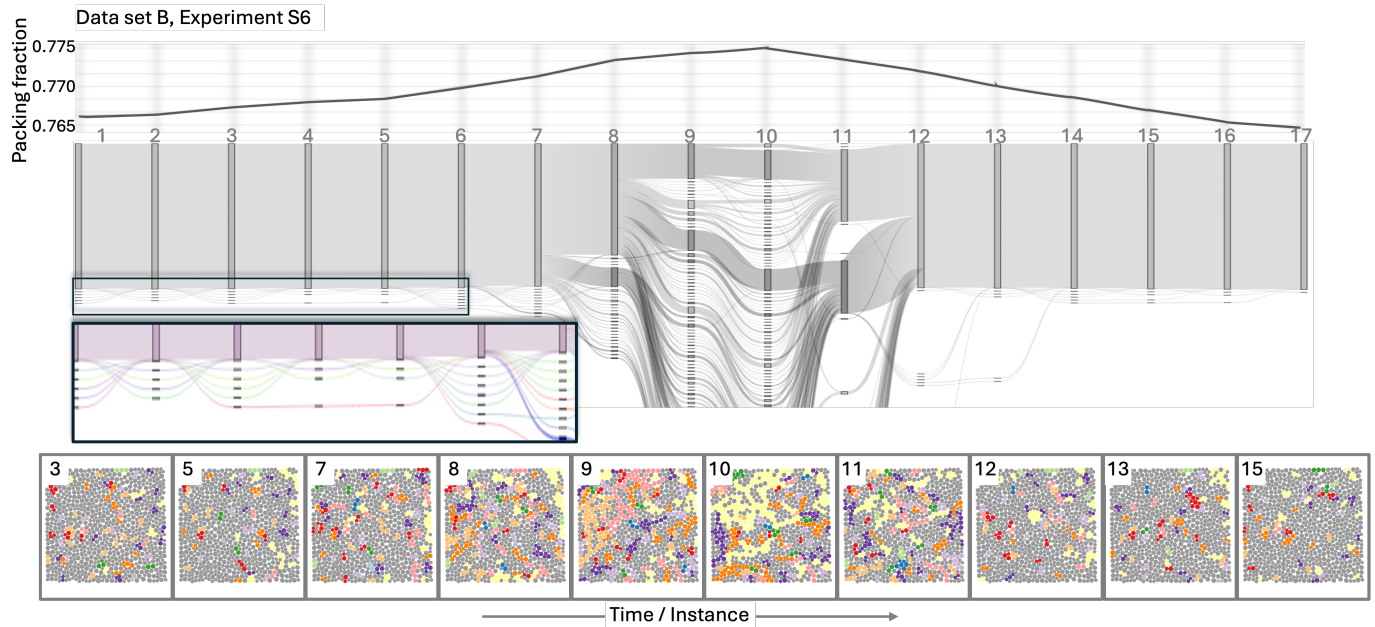 Data set B, Experiment S6
Packing fraction
0.775
0.770
0.765
1 2 3 4 5 6 7 8 9 10 11 12 13 14 15 16 17
3 5 7 8 9 10 11 12 13 15
Time / Instance